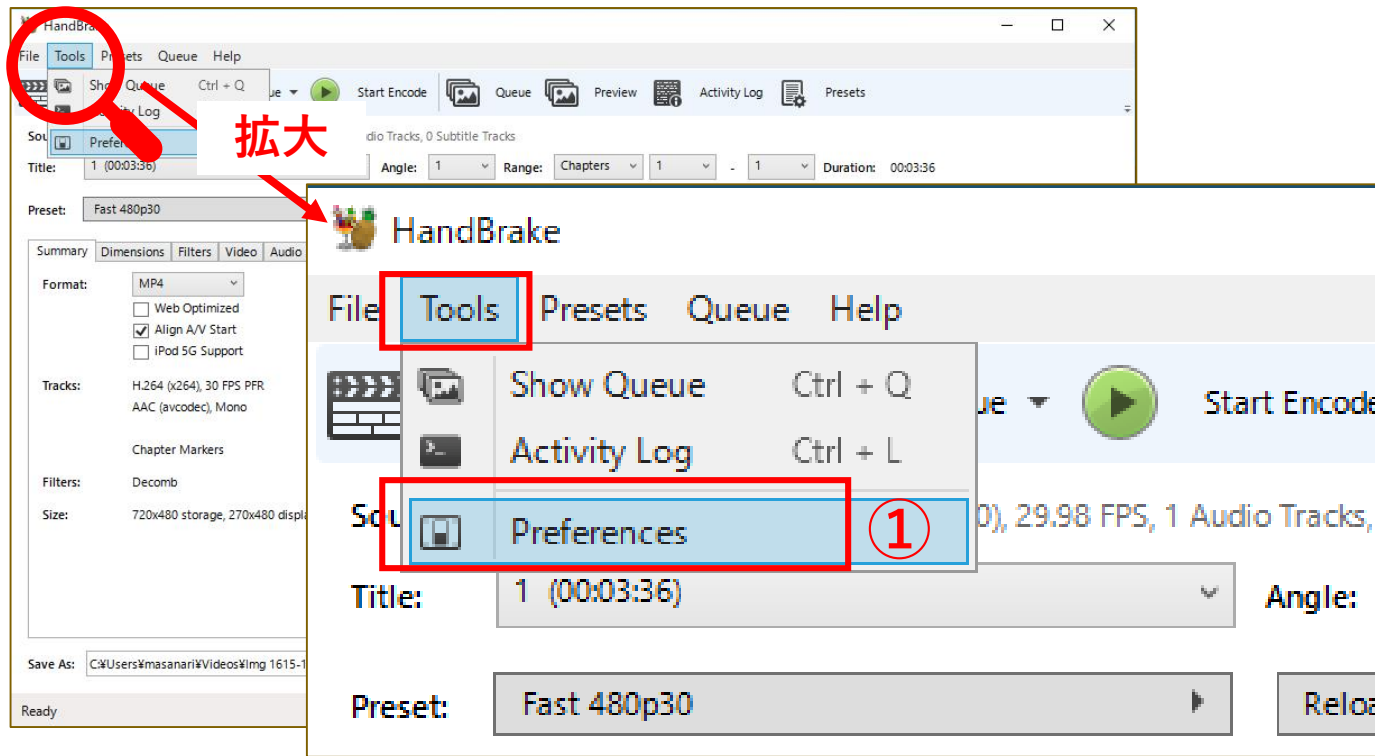 HandBra
File Tools Presets Queue Help
Show Queue Ctrl + Q
Start Encode Queue Preview Activity Log Presets
Log
拡大
dio Tracks, 0 Subtitle Tracks
Title: 1 (00:03:36) Angle: 1 Range: Chapters 1 - 1 Duration: 00:03:36
Preset: Fast 480p30
Summary Dimensions Filters Video Audio
Format: MP4
Web Optimized
Align A/V Start
iPod 5G Support
Tracks: H.264 (x264), 30 FPS PFR
AAC (avcodec), Mono
Chapter Markers
Filters: Decomb
Size: 720x480 storage, 270x480 displa
Save As: C:¥Users¥masanari¥Videos¥Img 1615-1
Ready
HandBrake
File Tools Presets Queue Help
Show Queue Ctrl + Q
ue Start Encode
Activity Log Ctrl + L
Sou 0), 29.98 FPS, 1 Audio Tracks,
Preferences ①
Title: 1 (00:03:36) Angle:
Preset: Fast 480p30 Reloa